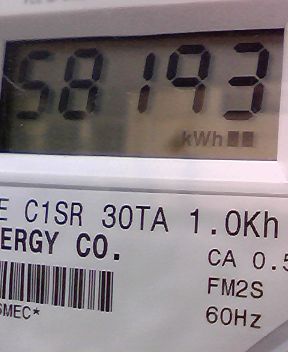 58193
kWh
E C1SR 30TA 1.0Kh
ERGY CO.
CA 0.5
FM2S
60Hz
SMEC*